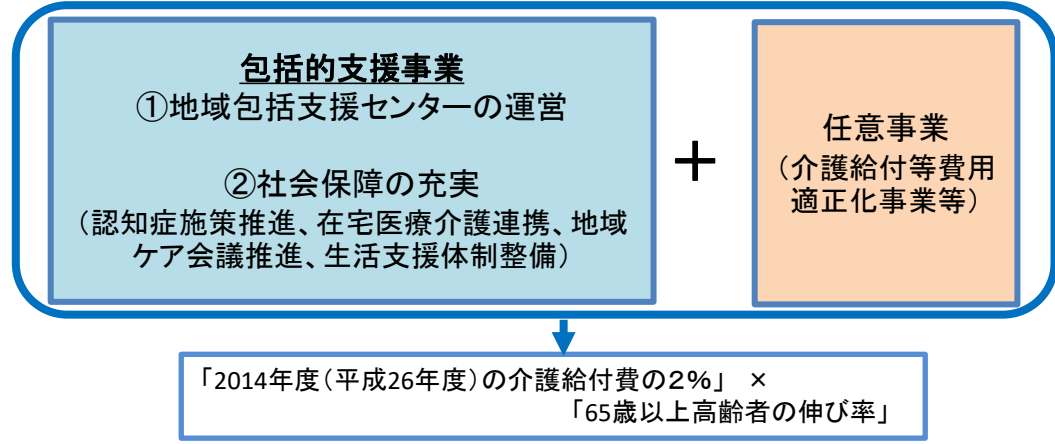 包括的支援事業
①地域包括支援センターの運営
②社会保障の充実
（認知症施策推進、在宅医療介護連携、地域
ケア会議推進、生活支援体制整備）
＋
任意事業
（介護給付等費用
適正化事業等）
「2014年度（平成26年度）の介護給付費の２％」 ×
「65歳以上高齢者の伸び率」